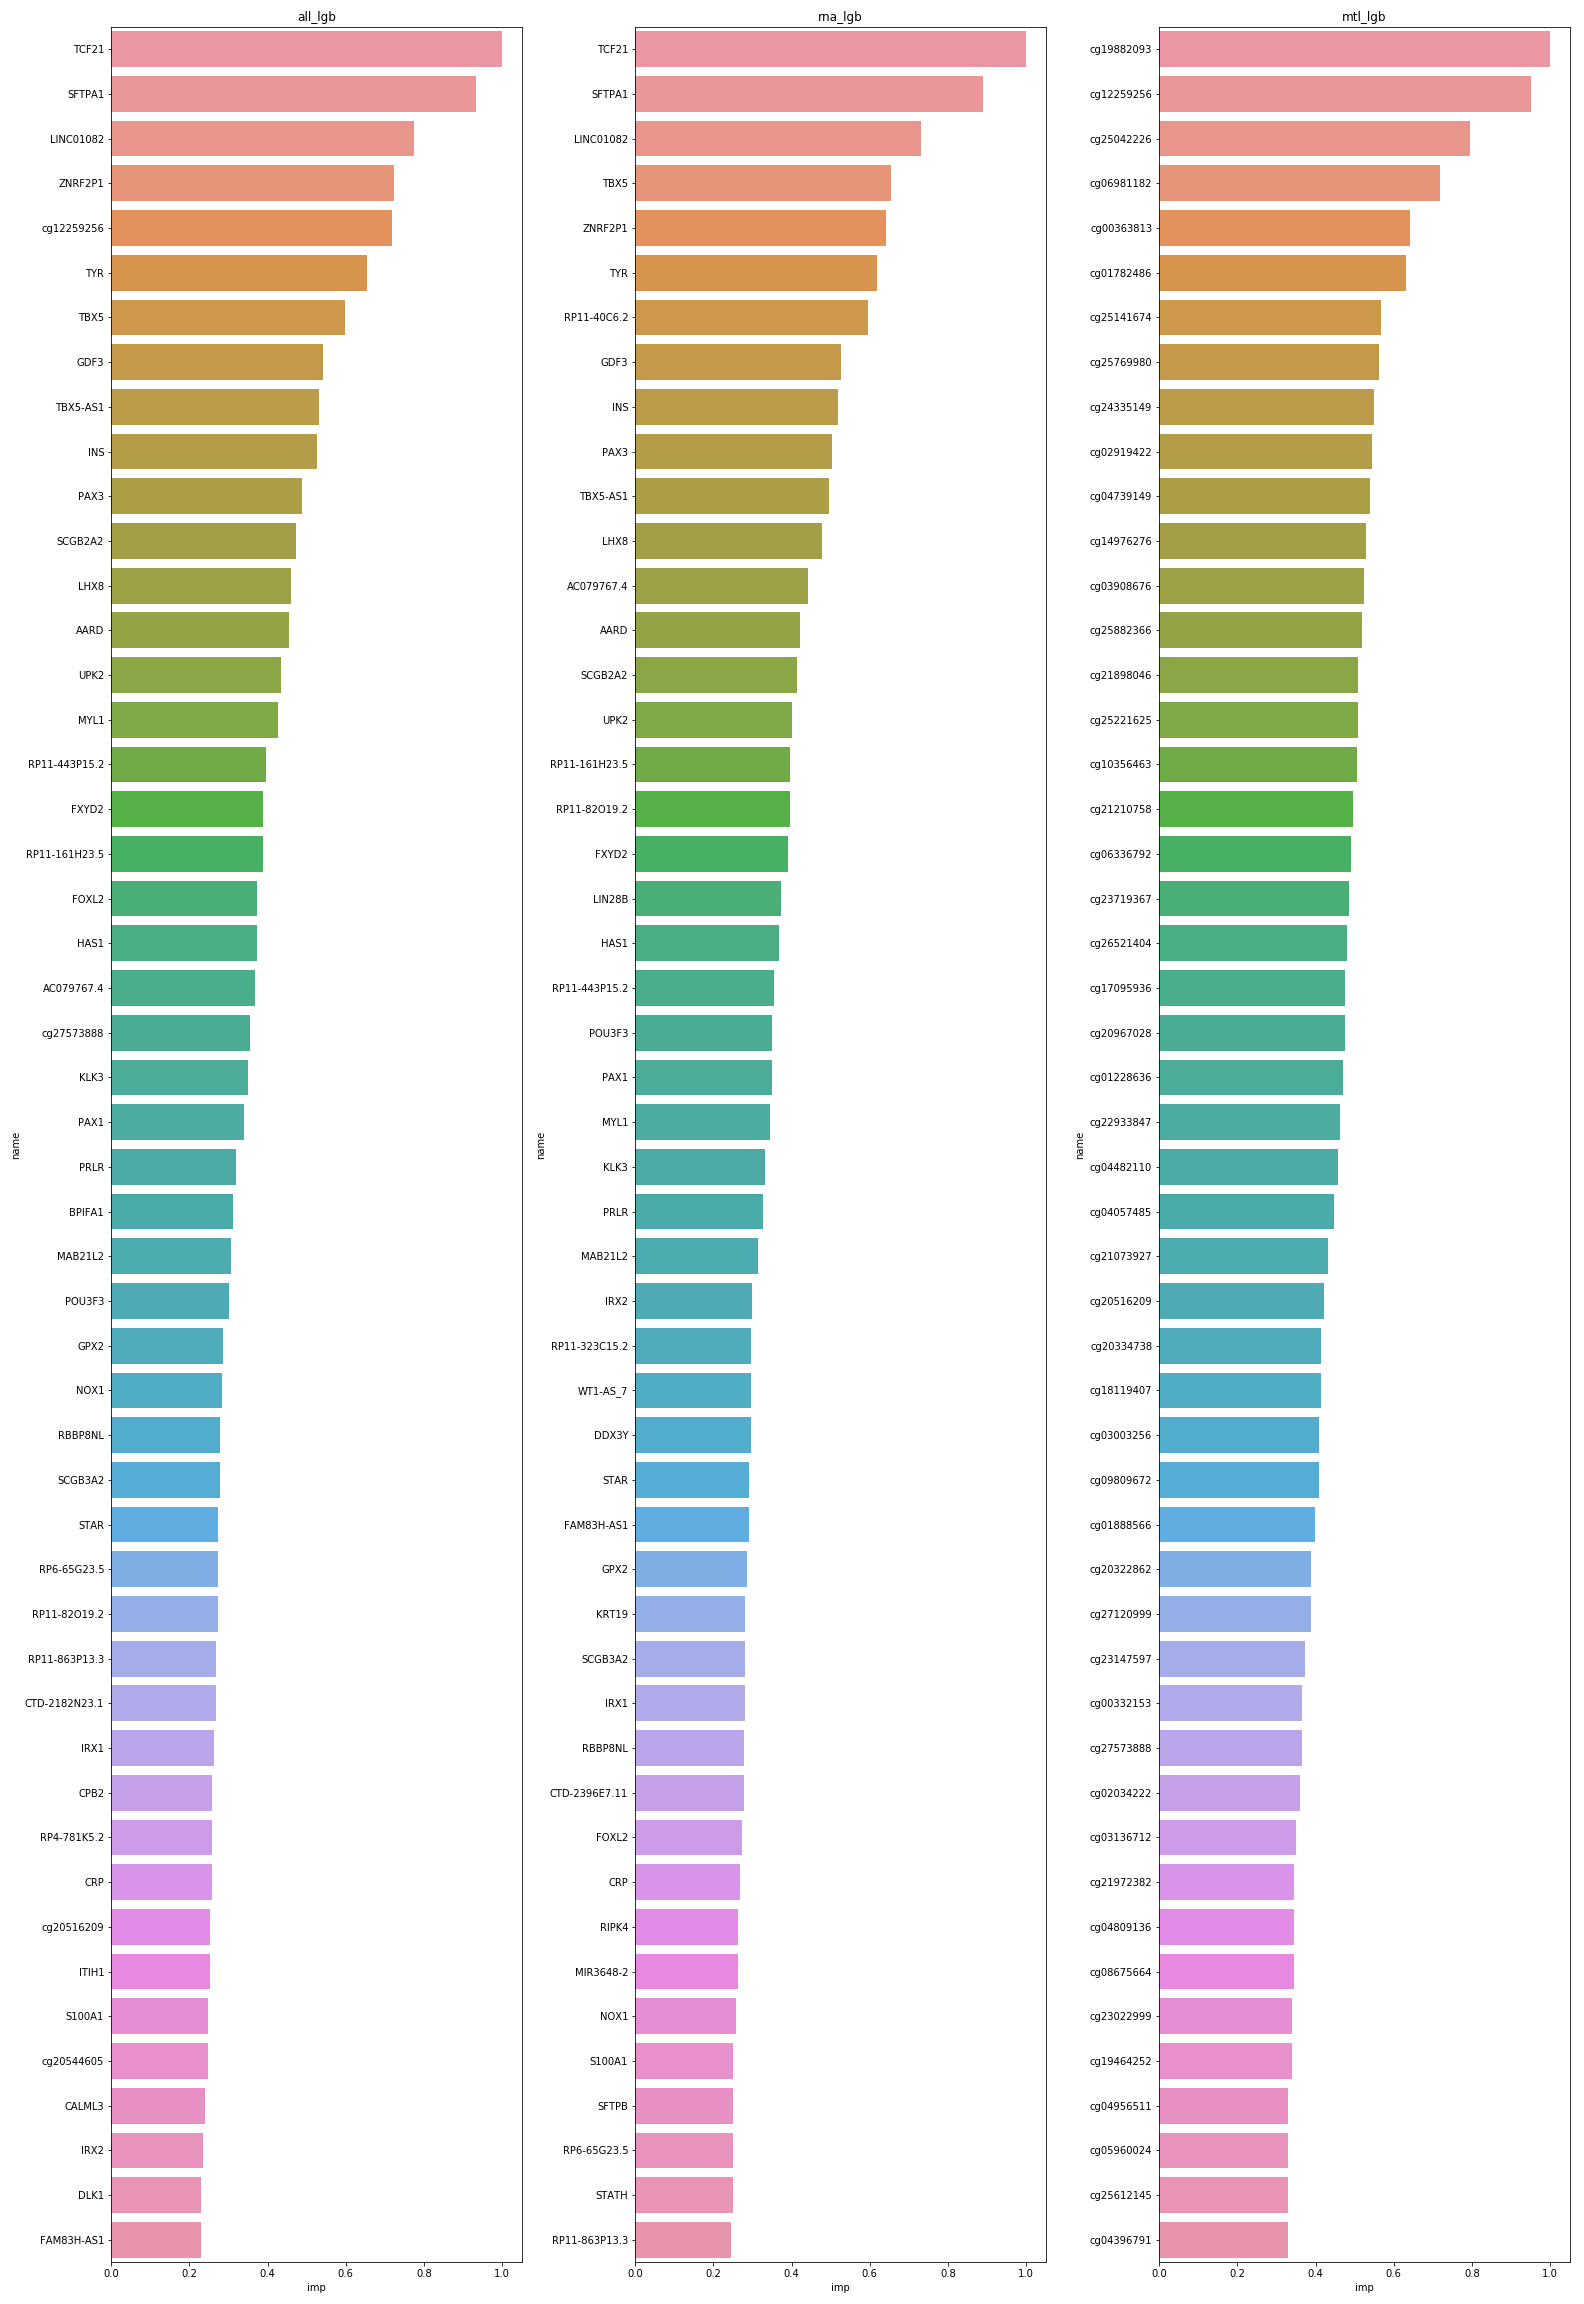 all_lgb
TCF21
SFTPA1
LINC01082
ZNRF2P1
cg12259256
TYR
TBX5
GDF3
TBX5-AS1
INS
PAX3
SCGB2A2
LHX8
AARD
UPK2
MYL1
RP11-443P15.2
FXYD2
RP11-161H23.5
FOXL2
HAS1
AC079767.4
cg27573888
KLK3
PAX1
PRLR
BPIFA1
MAB21L2
POU3F3
GPX2
NOX1
RBBP8NL
SCGB3A2
STAR
RP6-65G23.5
RP11-82O19.2
RP11-863P13.3
CTD-2182N23.1
IRX1
CPB2
RP4-781K5.2
CRP
cg20516209
ITIH1
S100A1
cg20544605
CALML3
IRX2
DLK1
FAM83H-AS1
name
0.0 0.2 0.4 0.6 0.8 1.0
imp
rna_lgb
TCF21
SFTPA1
LINC01082
TBX5
ZNRF2P1
TYR
RP11-40C6.2
GDF3
INS
PAX3
TBX5-AS1
LHX8
AC079767.4
AARD
SCGB2A2
UPK2
RP11-161H23.5
RP11-82O19.2
FXYD2
LIN28B
HAS1
RP11-443P15.2
POU3F3
PAX1
MYL1
KLK3
PRLR
MAB21L2
IRX2
RP11-323C15.2
WT1-AS_7
DDX3Y
STAR
FAM83H-AS1
GPX2
KRT19
SCGB3A2
IRX1
RBBP8NL
CTD-2396E7.11
FOXL2
CRP
RIPK4
MIR3648-2
NOX1
S100A1
SFTPB
RP6-65G23.5
STATH
RP11-863P13.3
name
0.0 0.2 0.4 0.6 0.8 1.0
imp
mtl_lgb
cg19882093
cg12259256
cg25042226
cg06981182
cg00363813
cg01782486
cg25141674
cg25769980
cg24335149
cg02919422
cg04739149
cg14976276
cg03908676
cg25882366
cg21898046
cg25221625
cg10356463
cg21210758
cg06336792
cg23719367
cg26521404
cg17095936
cg20967028
cg01228636
cg22933847
cg04482110
cg04057485
cg21073927
cg20516209
cg20334738
cg18119407
cg03003256
cg09809672
cg01888566
cg20322862
cg27120999
cg23147597
cg00332153
cg27573888
cg02034222
cg03136712
cg21972382
cg04809136
cg08675664
cg23022999
cg19464252
cg04956511
cg05960024
cg25612145
cg04396791
name
0.0 0.2 0.4 0.6 0.8 1.0
imp